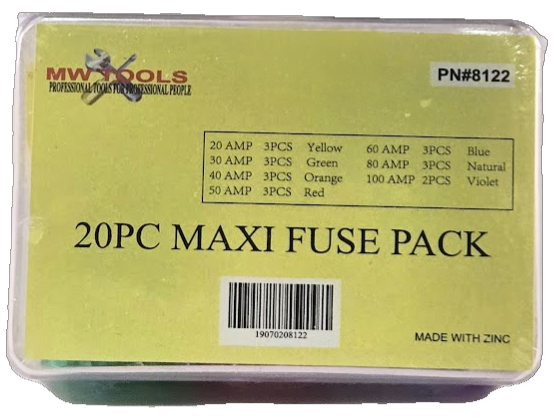 MW TOOLS
PROFESSIONAL TOOLS FOR PROFESSIONAL PEOPLE
PN#8122
20 AMP 3PCS Yellow 60 AMP 3PCS Blue
30 AMP 3PCS Green 80 AMP 3PCS Natural
40 AMP 3PCS Orange 100 AMP 2PCS Violet
50 AMP 3PCS Red
20PC MAXI FUSE PACK
19070208122
MADE WITH ZINC